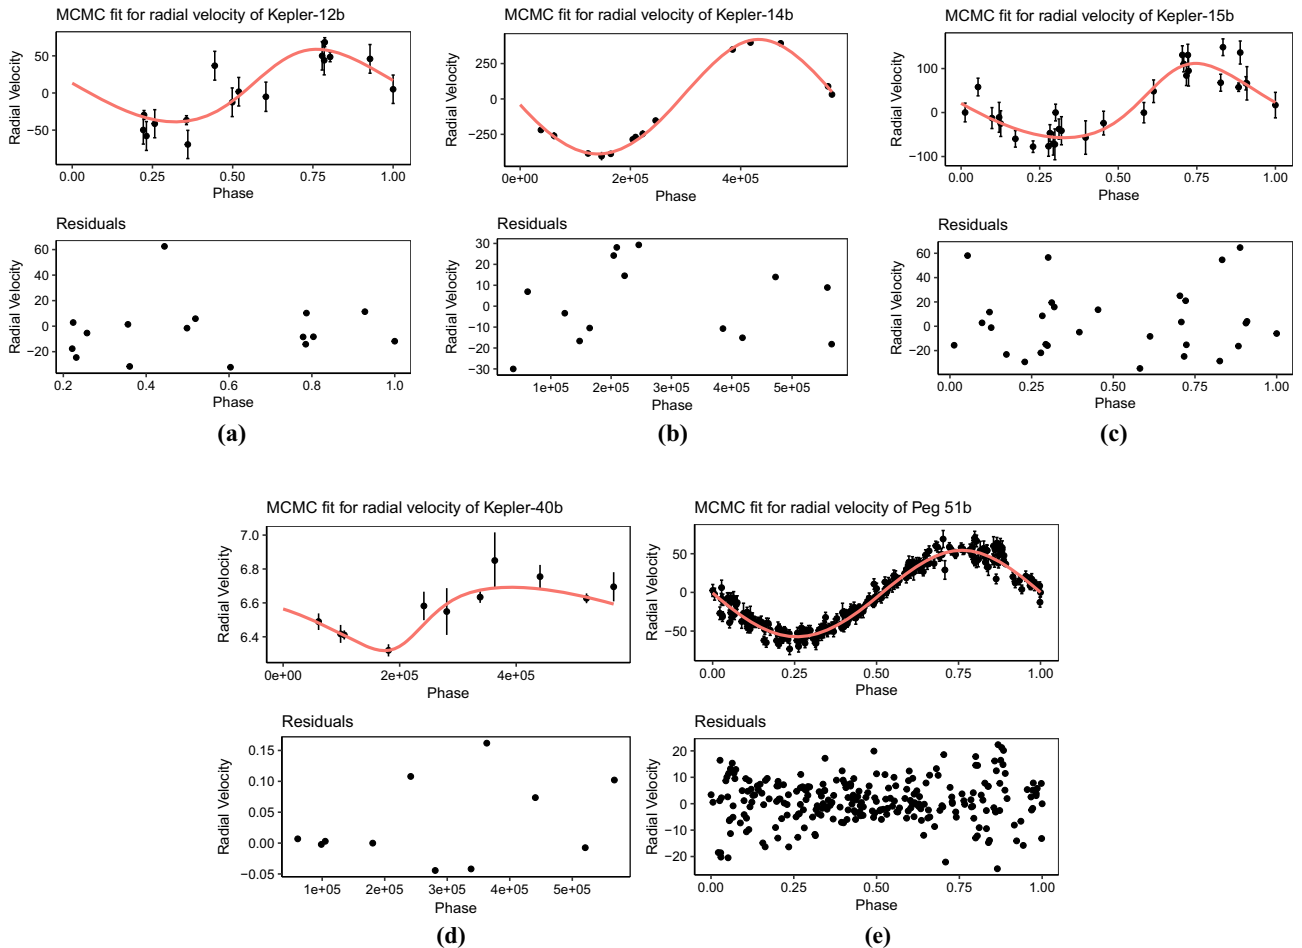 MCMC fit for radial velocity of Kepler-12b
Radial Velocity
50
0
−50
0.00 0.25 0.50 0.75 1.00
Phase
Residuals
Radial Velocity
60
40
20
0
−20
0.2 0.4 0.6 0.8 1.0
Phase
(a)
MCMC fit for radial velocity of Kepler-14b
Radial Velocity
250
0
−250
0e+00 2e+05 4e+05
Phase
Residuals
Radial Velocity
30
20
10
0
−10
−20
−30
1e+05 2e+05 3e+05 4e+05 5e+05
Phase
(b)
MCMC fit for radial velocity of Kepler-15b
Radial Velocity
100
0
−100
0.00 0.25 0.50 0.75 1.00
Phase
Residuals
Radial Velocity
60
40
20
0
−20
0.00 0.25 0.50 0.75 1.00
Phase
(c)
MCMC fit for radial velocity of Kepler-40b
Radial Velocity
7.0
6.8
6.6
6.4
0e+00 2e+05 4e+05
Phase
Residuals
Radial Velocity
0.15
0.10
0.05
0.00
−0.05
1e+05 2e+05 3e+05 4e+05 5e+05
Phase
(d)
MCMC fit for radial velocity of Peg 51b
Radial Velocity
50
0
−50
0.00 0.25 0.50 0.75 1.00
Phase
Residuals
Radial Velocity
20
10
0
−10
−20
0.00 0.25 0.50 0.75 1.00
Phase
(e)